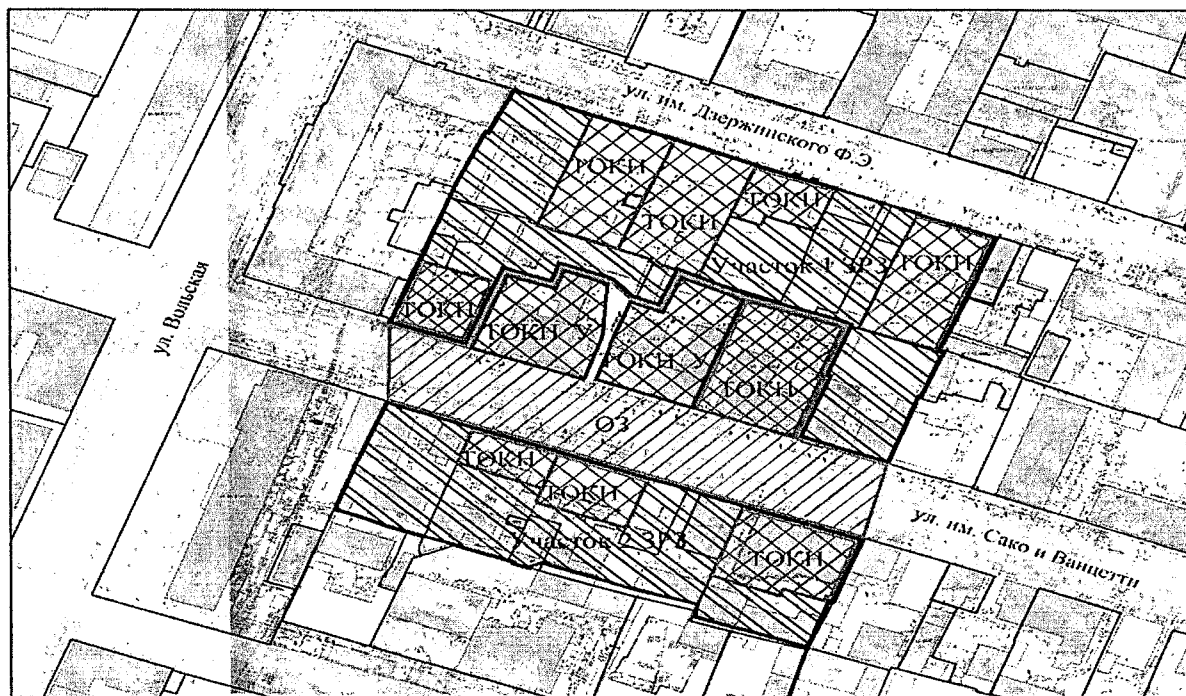 ул. им. Дзержинского Ф.Э.
ТОКН
ТОКН
ТОКН
Участок 1 ЗРЗ
ТОКН
ул. Вольская
ТОКН
ТОКН У
ТОКН У
ТОКН
ОЗ
ТОКН
ТОКН
Участок 2 ЗРЗ
ТОКН
ул. им. Сако и Ванцетти